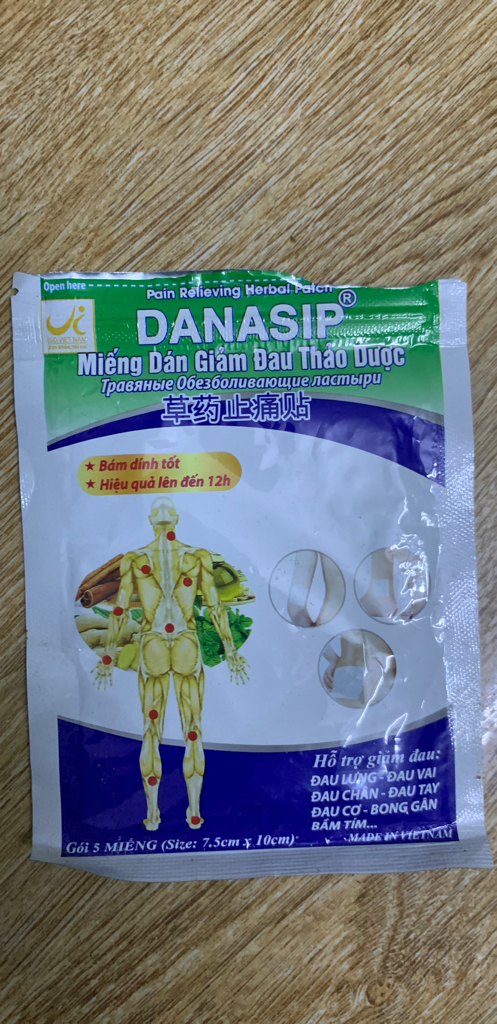 Open here
Pain Relieving Herbal Patch
DANASIP®
Miếng Dán Giảm Đau Thảo Dược
Травяные Обезболивающие ластыри
草药止痛贴
★ Bám dính tốt
★ Hiệu quả lên đến 12h
Hỗ trợ giảm đau:
ĐAU LƯNG - ĐAU VAI
ĐAU CHÂN - ĐAU TAY
ĐAU CƠ - BONG GÂN
BẦM TÍM...
Gói 5 MIẾNG (Size: 7.5cm x 10cm)
MADE IN VIETNAM